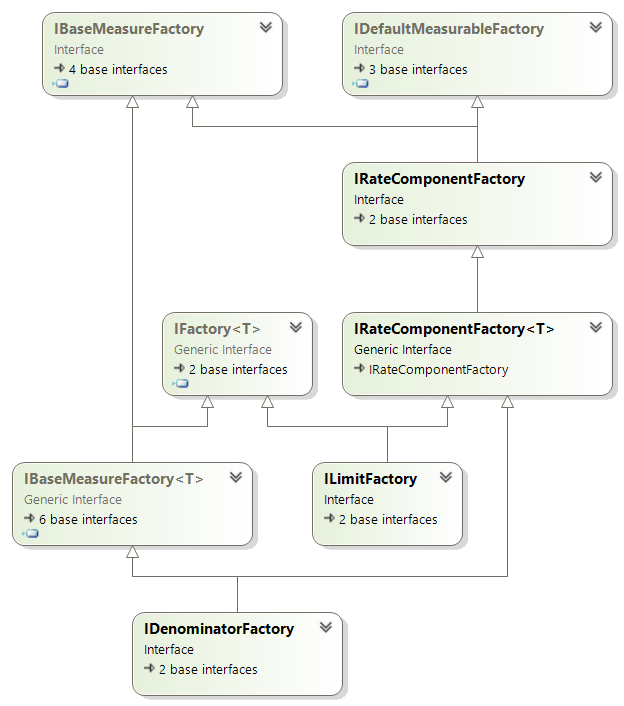 IBaseMeasureFactory
Interface
4 base interfaces
IDefaultMeasurableFactory
Interface
3 base interfaces
IRateComponentFactory
Interface
2 base interfaces
IFactory<T>
Generic Interface
2 base interfaces
IRateComponentFactory<T>
Generic Interface
IRateComponentFactory
IBaseMeasureFactory<T>
Generic Interface
6 base interfaces
ILimitFactory
Interface
2 base interfaces
IDenominatorFactory
Interface
2 base interfaces